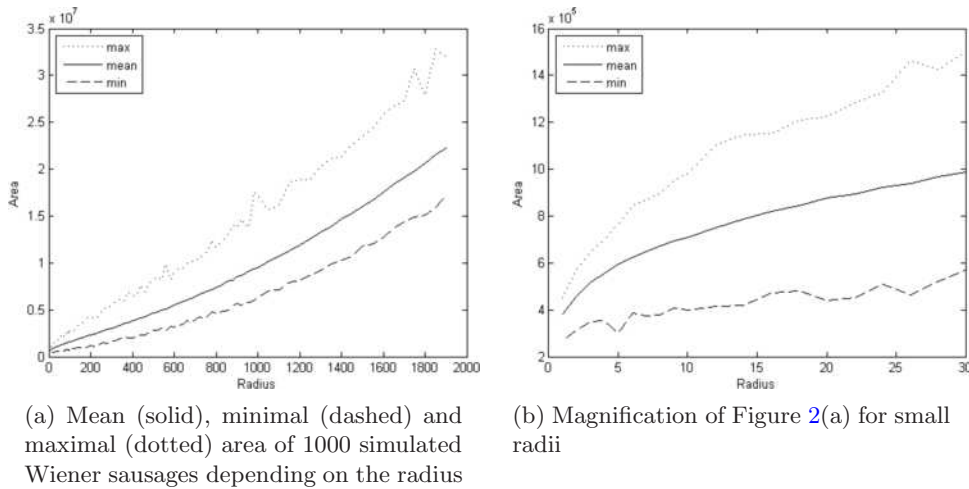 x 10^7
3.5
3
2.5
2
1.5
1
0.5
0
Area
max
mean
min
0 200 400 600 800 1000 1200 1400 1600 1800 2000
Radius
(a) Mean (solid), minimal (dashed) and
maximal (dotted) area of 1000 simulated
Wiener sausages depending on the radius
x 10^5
16
14
12
10
8
6
4
2
Area
max
mean
min
0 5 10 15 20 25 30
Radius
(b) Magnification of Figure 2(a) for small
radii